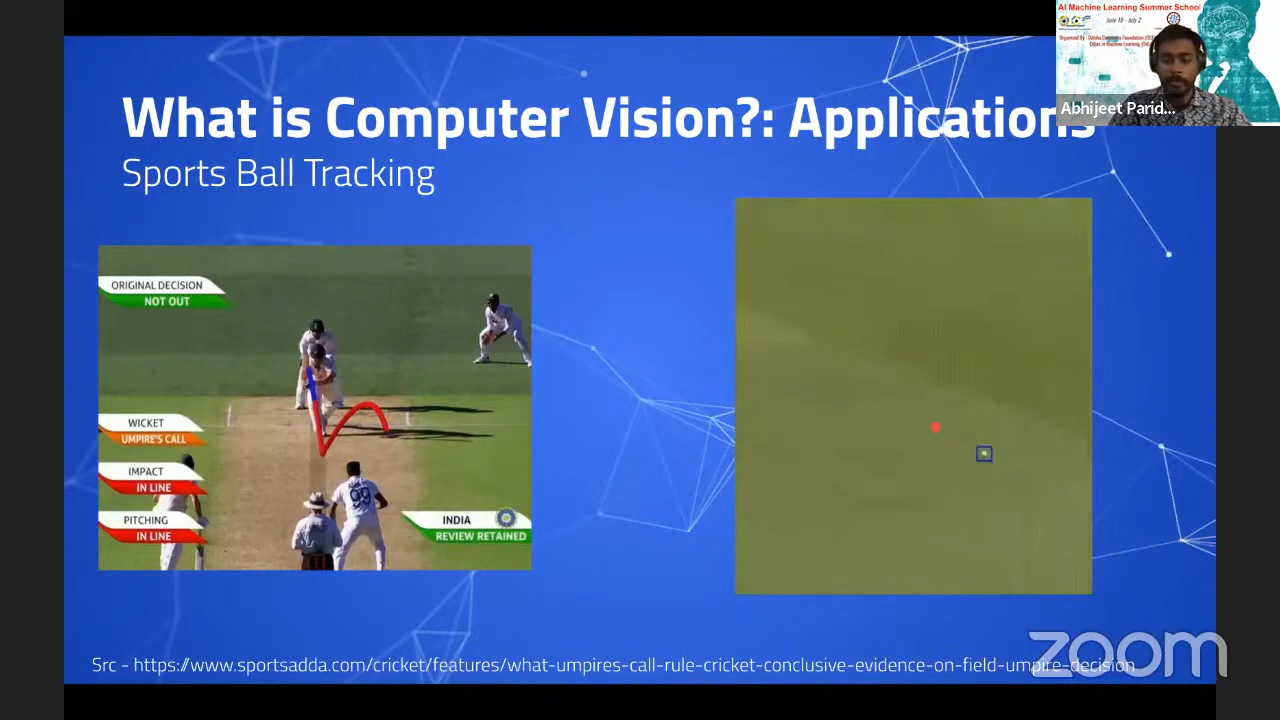 AI Machine Learning Summer School
June 18 - July 2
Abhijeet Parid...
What is Computer Vision?: Applications
Sports Ball Tracking
ORIGINAL DECISION
NOT OUT
WICKET
UMPIRE'S CALL
IMPACT
IN LINE
PITCHING
IN LINE
99
INDIA
REVIEW RETAINED
zoom
Src - https://www.sportsadda.com/cricket/features/what-umpires-call-rule-cricket-conclusive-evidence-on-field-umpire-decision